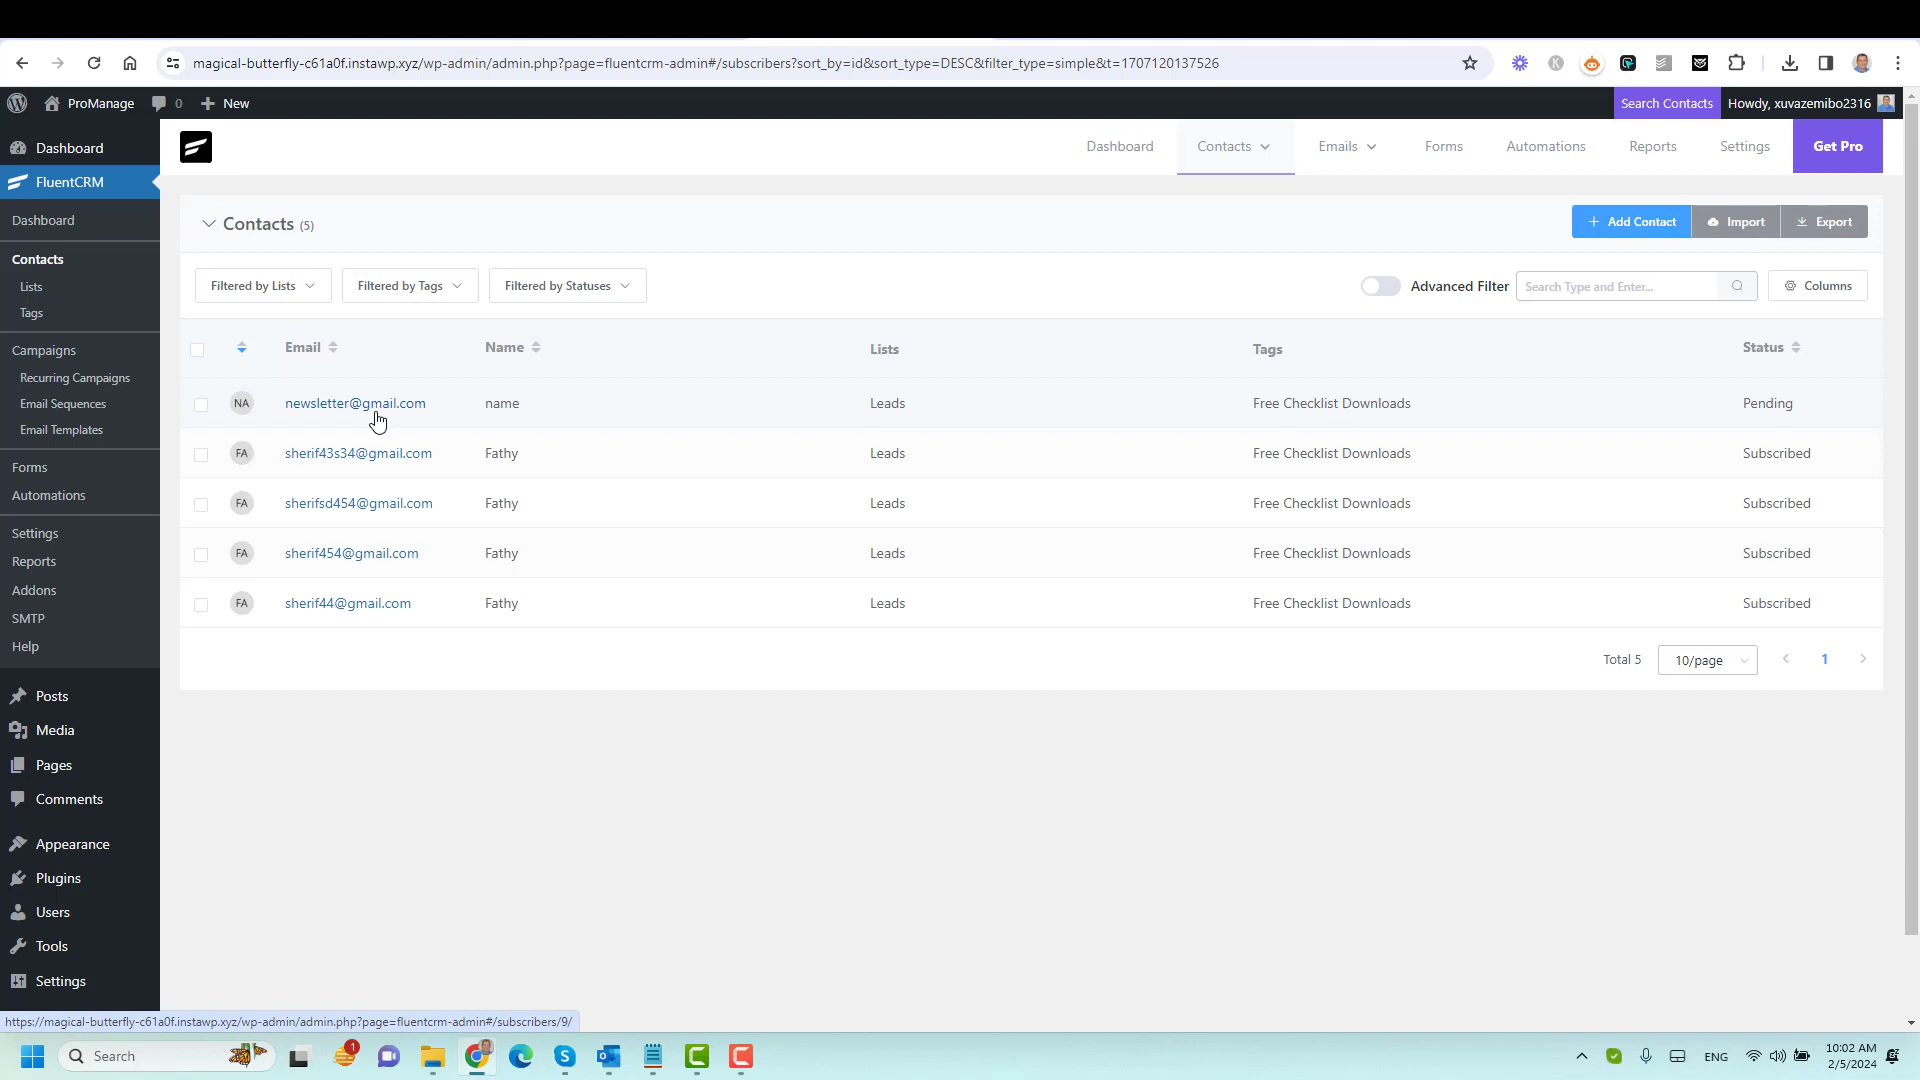 magical-butterfly-c61a0f.instawp.xyz/wp-admin/admin.php?page=fluentcrm-admin#/subscribers?sort_by=id&sort_type=DESC&filter_type=simple&t=1707120137526
ProManage 0 New Search Contacts Howdy, xuvazemibo2316
Dashboard Contacts Emails Forms Automations Reports Settings Get Pro
Dashboard
FluentCRM
Dashboard
Contacts
Lists
Tags
Campaigns
Recurring Campaigns
Email Sequences
Email Templates
Forms
Automations
Settings
Reports
Addons
SMTP
Help
Posts
Media
Pages
Comments
Appearance
Plugins
Users
Tools
Settings
Contacts (5) Add Contact Import Export
Filtered by Lists Filtered by Tags Filtered by Statuses Advanced Filter Search Type and Enter... Columns
Email Name Lists Tags Status
NA newsletter@gmail.com name Leads Free Checklist Downloads Pending
FA sherif43s34@gmail.com Fathy Leads Free Checklist Downloads Subscribed
FA sherifsd454@gmail.com Fathy Leads Free Checklist Downloads Subscribed
FA sherif454@gmail.com Fathy Leads Free Checklist Downloads Subscribed
FA sherif44@gmail.com Fathy Leads Free Checklist Downloads Subscribed
Total 5 10/page 1
https://magical-butterfly-c61a0f.instawp.xyz/wp-admin/admin.php?page=fluentcrm-admin#/subscribers/9/
Search 1 ENG 10:02 AM
2/5/2024